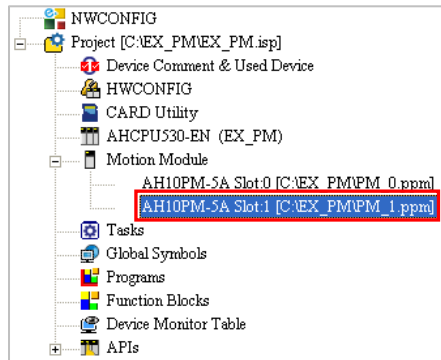 NWCONFIG
Project [C:\EX_PM\EX_PM.isp]
Device Comment & Used Device
HWCONFIG
CARD Utility
AHCPU530-EN (EX_PM)
Motion Module
AH10PM-5A Slot:0 [C:\EX_PM\PM_0.ppm]
AH10PM-5A Slot:1 [C:\EX_PM\PM_1.ppm]
Tasks
Global Symbols
Programs
Function Blocks
Device Monitor Table
APIs